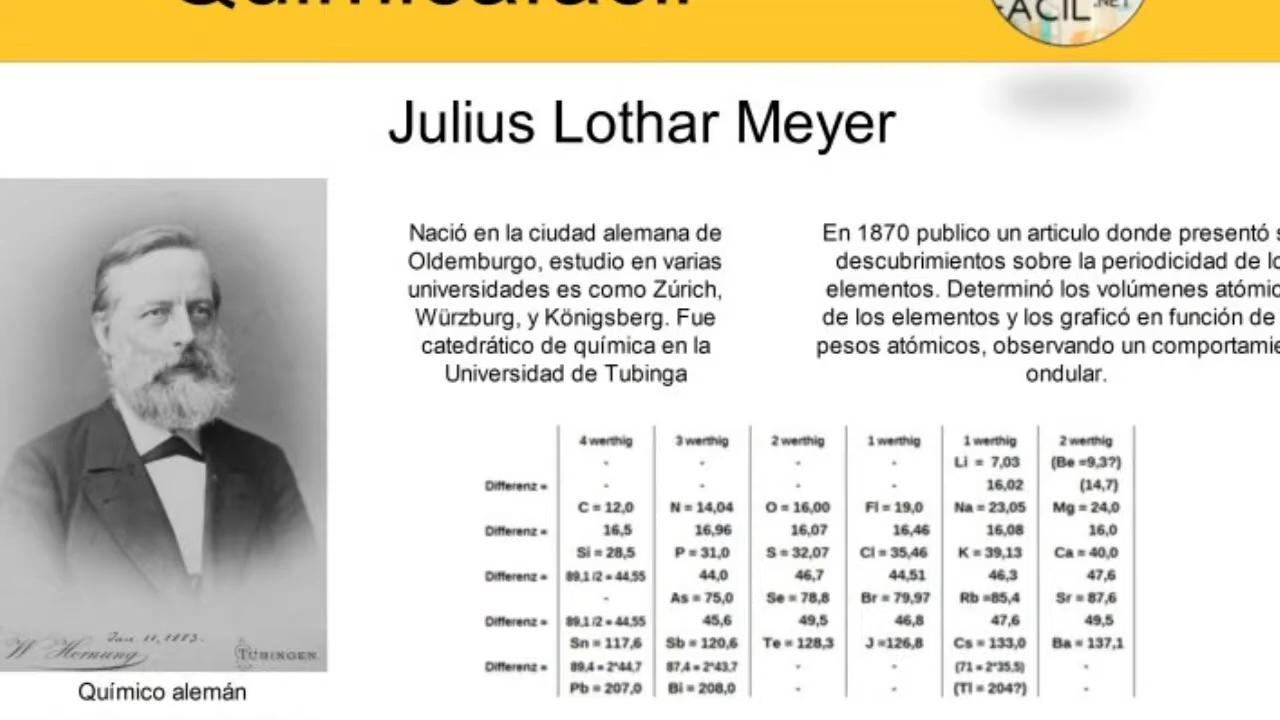 Químicafácil
ÁCIL .NET
Julius Lothar Meyer
Nació en la ciudad alemana de
Oldemburgo, estudio en varias
universidades es como Zúrich,
Würzburg, y Königsberg. Fue
catedrático de química en la
Universidad de Tubinga
En 1870 publico un articulo donde presentó s
descubrimientos sobre la periodicidad de lo
elementos. Determinó los volúmenes atómic
de los elementos y los graficó en función de
pesos atómicos, observando un comportamie
ondular.
4 werthig 3 werthig 2 werthig 1 werthig 1 werthig 2 werthig
- - - - Li = 7,03 (Be =9,3?)
Differenz = - - - - 16,02 (14,7)
C = 12,0 N = 14,04 O = 16,00 Fl = 19,0 Na = 23,05 Mg = 24,0
Differenz = 16,5 16,96 16,07 16,46 16,08 16,0
Si = 28,5 P = 31,0 S = 32,07 Cl = 35,46 K = 39,13 Ca = 40,0
Differenz = 89,1 /2 = 44,55 44,0 46,7 44,51 46,3 47,6
- As = 75,0 Se = 78,8 Br = 79,97 Rb =85,4 Sr = 87,6
Differenz = 89,1 /2 = 44,55 45,6 49,5 46,8 47,6 49,5
Sn = 117,6 Sb = 120,6 Te = 128,3 J =126,8 Cs = 133,0 Ba = 137,1
Differenz = 89,4 = 2*44,7 87,4 = 2*43,7 - - (71 = 2*35,5) -
Pb = 207,0 Bi = 208,0 - - (Tl = 204?) -
Jan. 11, 1883.
W. Hornung
TÜBINGEN.
Químico alemán